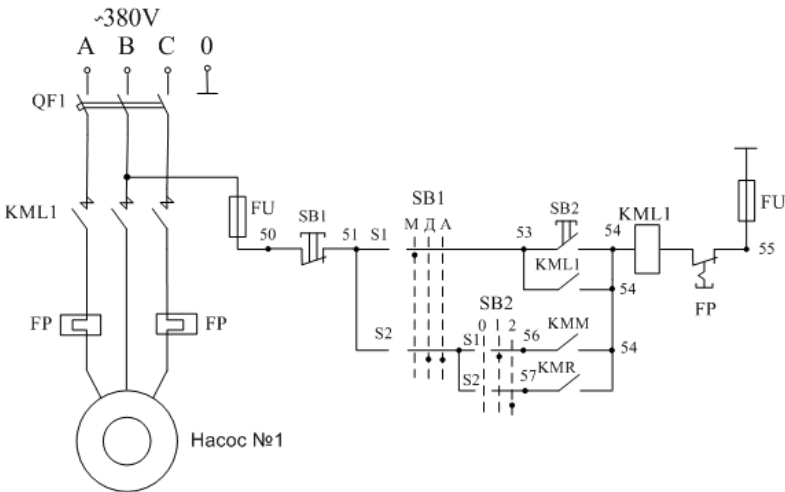 ~380V
A B C 0
QF1
KML1
FU
50
SB1
51
S1
SB1
М Д А
53
SB2
54
KML1
FU
55
KML1
54
FP
FP
FP
S2
SB2
0 1 2
S1
56
KMM
54
S2
57
KMR
Насос №1